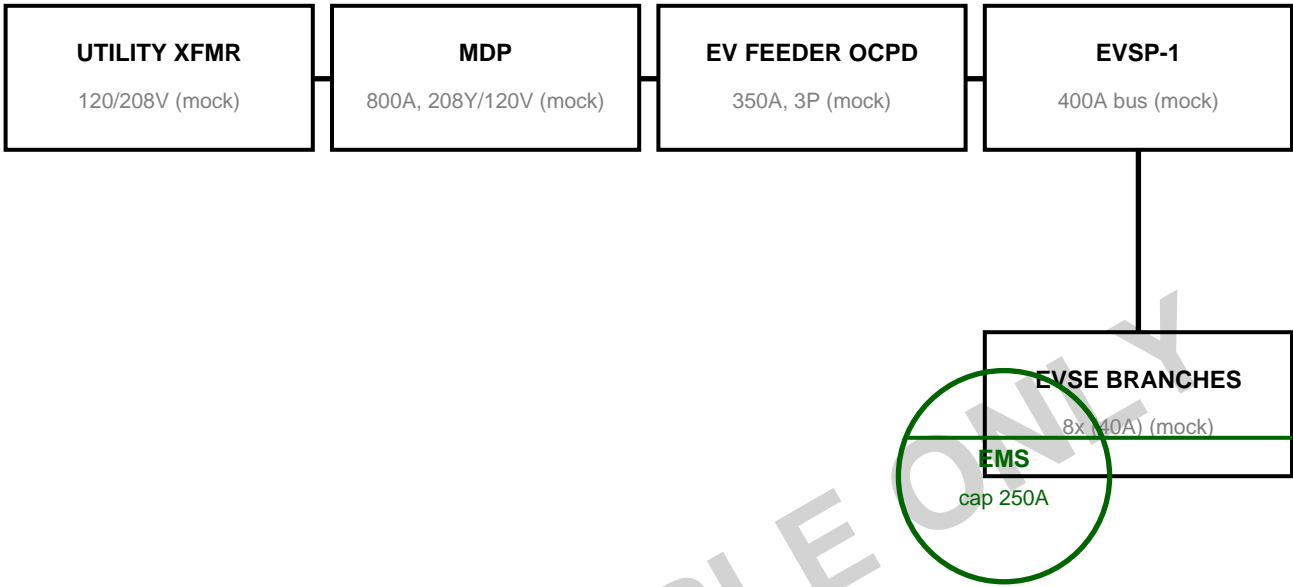 UTILITY XFMR
120/208V (mock)
MDP
800A, 208Y/120V (mock)
EV FEEDER OCPD
350A, 3P (mock)
EVSP-1
400A bus (mock)
EVSE BRANCHES
8x (40A) (mock)
EMS
cap 250A
LE ONLY